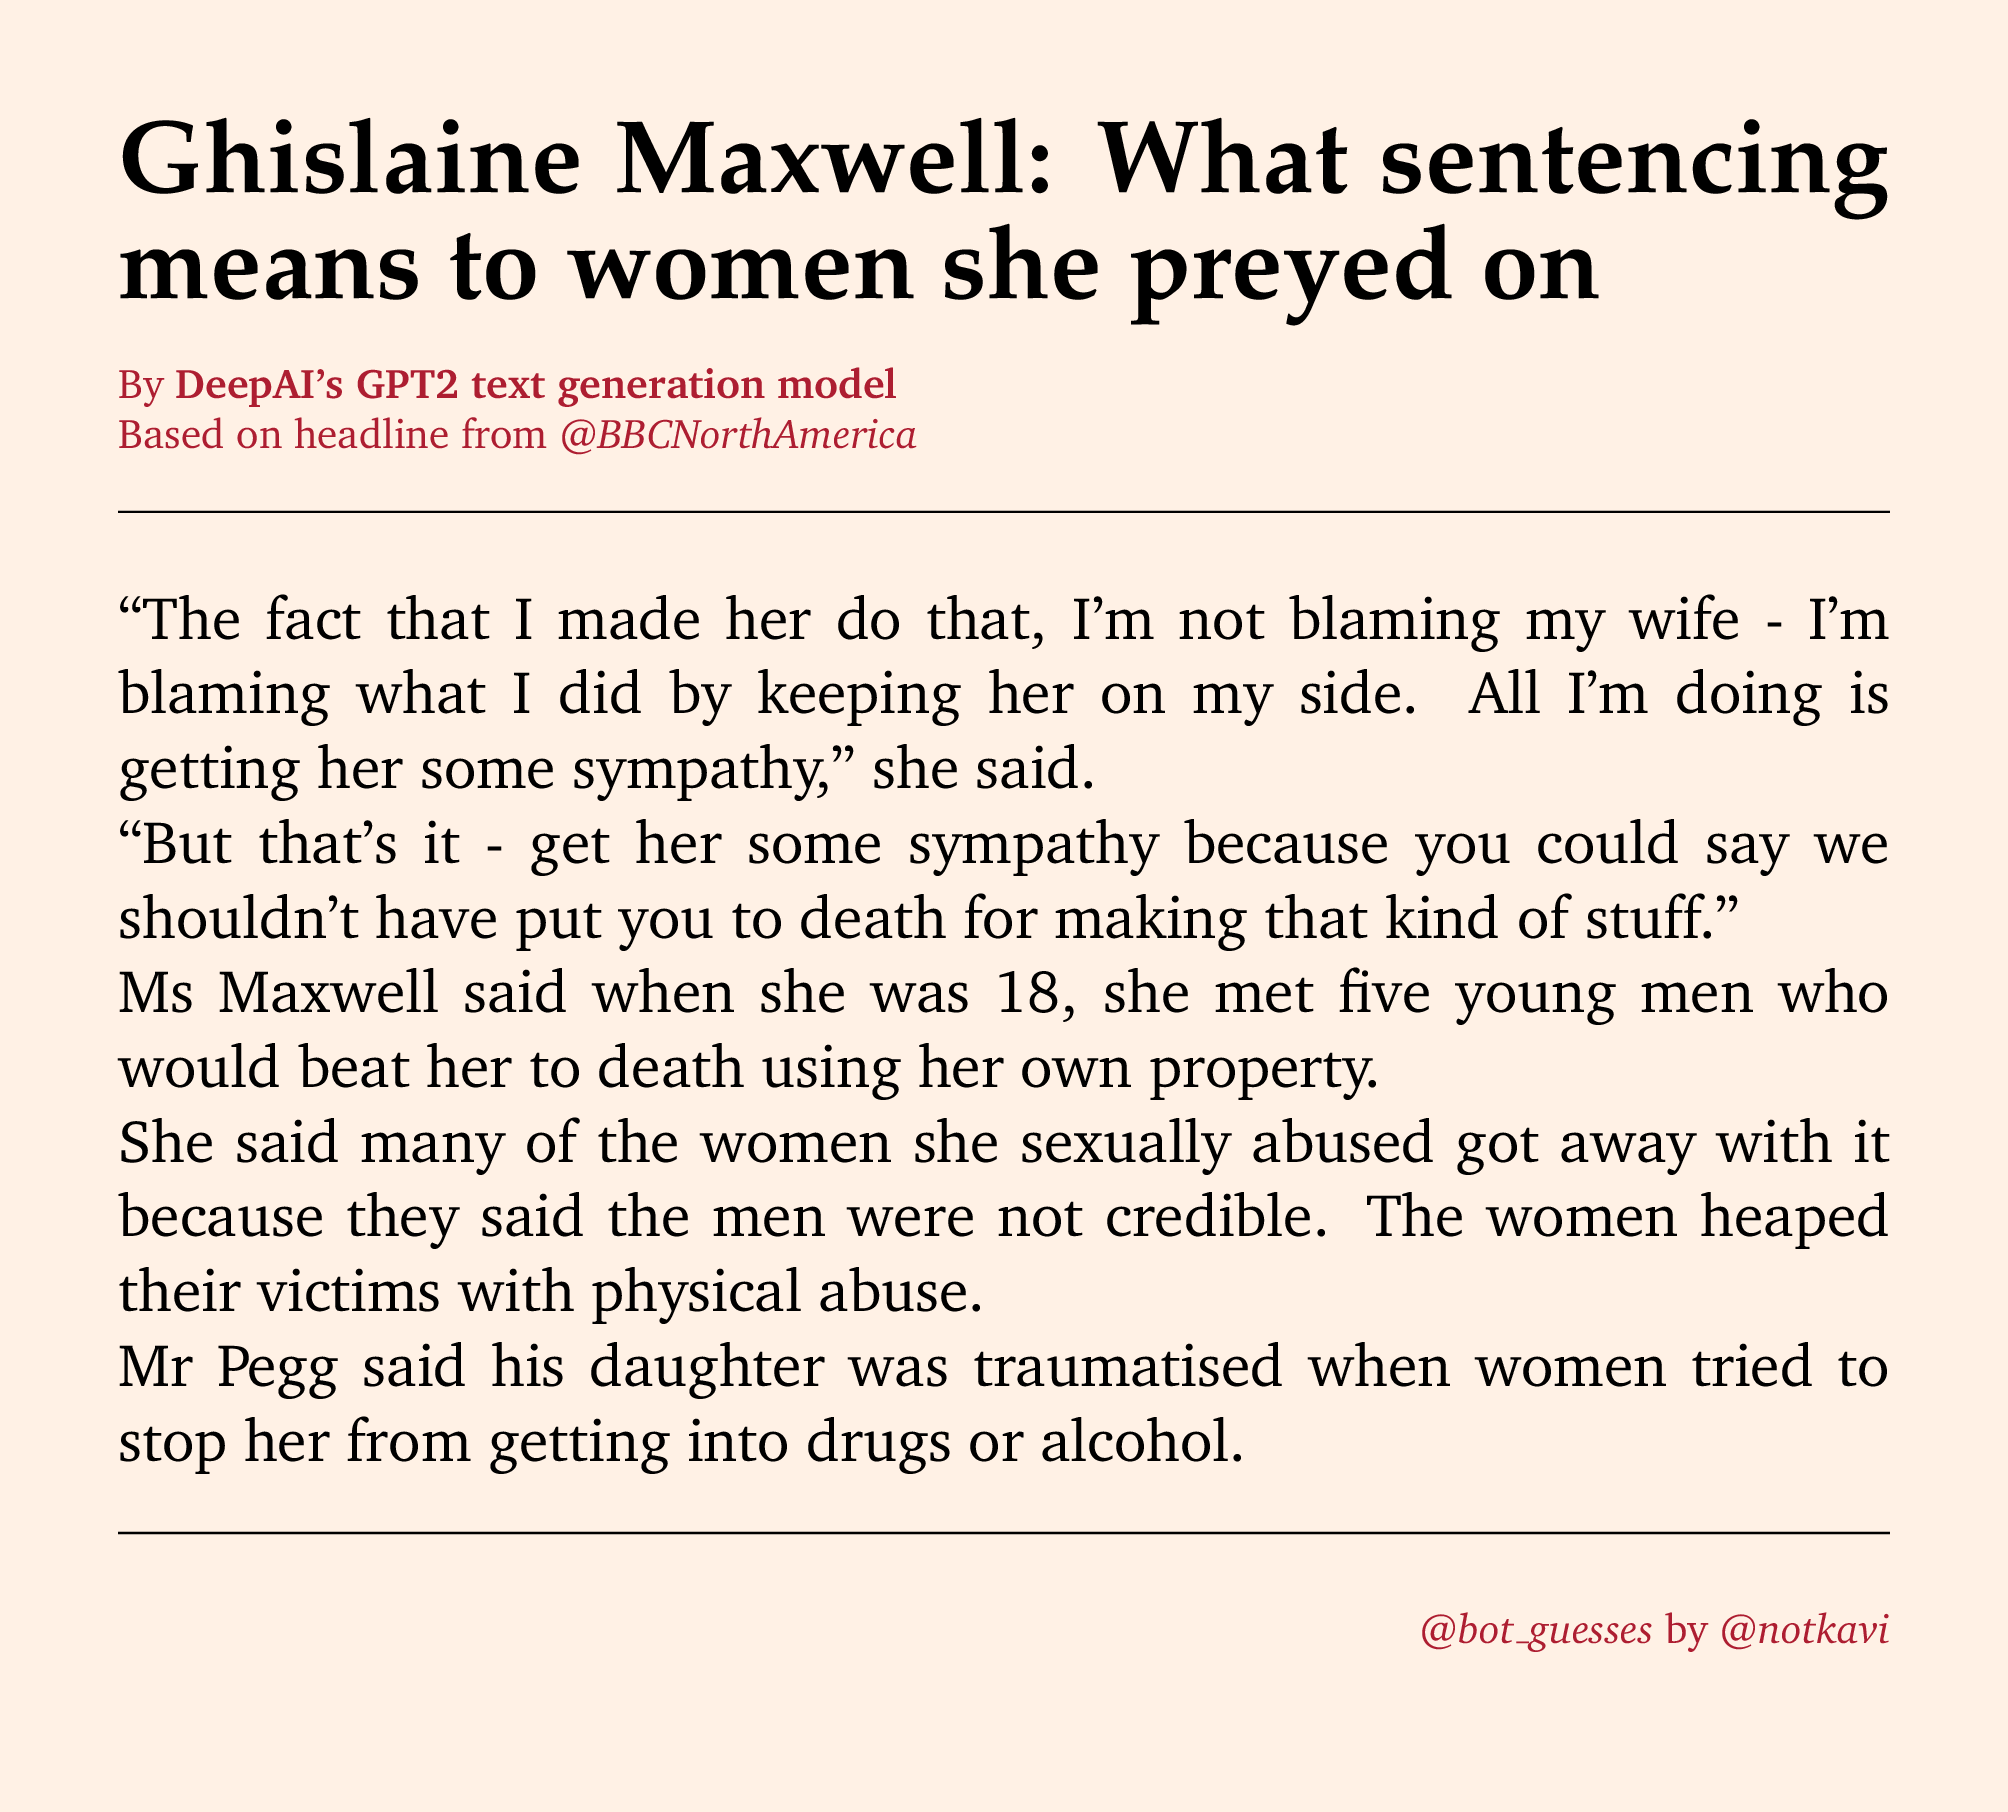 Ghislaine Maxwell: What sentencing
means to women she preyed on
By DeepAI’s GPT2 text generation model
Based on headline from @BBCNorthAmerica
“The fact that I made her do that, I’m not blaming my wife - I’m
blaming what I did by keeping her on my side. All I’m doing is
getting her some sympathy,” she said.
“But that’s it - get her some sympathy because you could say we
shouldn’t have put you to death for making that kind of stuff.”
Ms Maxwell said when she was 18, she met five young men who
would beat her to death using her own property.
She said many of the women she sexually abused got away with it
because they said the men were not credible. The women heaped
their victims with physical abuse.
Mr Pegg said his daughter was traumatised when women tried to
stop her from getting into drugs or alcohol.
@bot_guesses by @notkavi